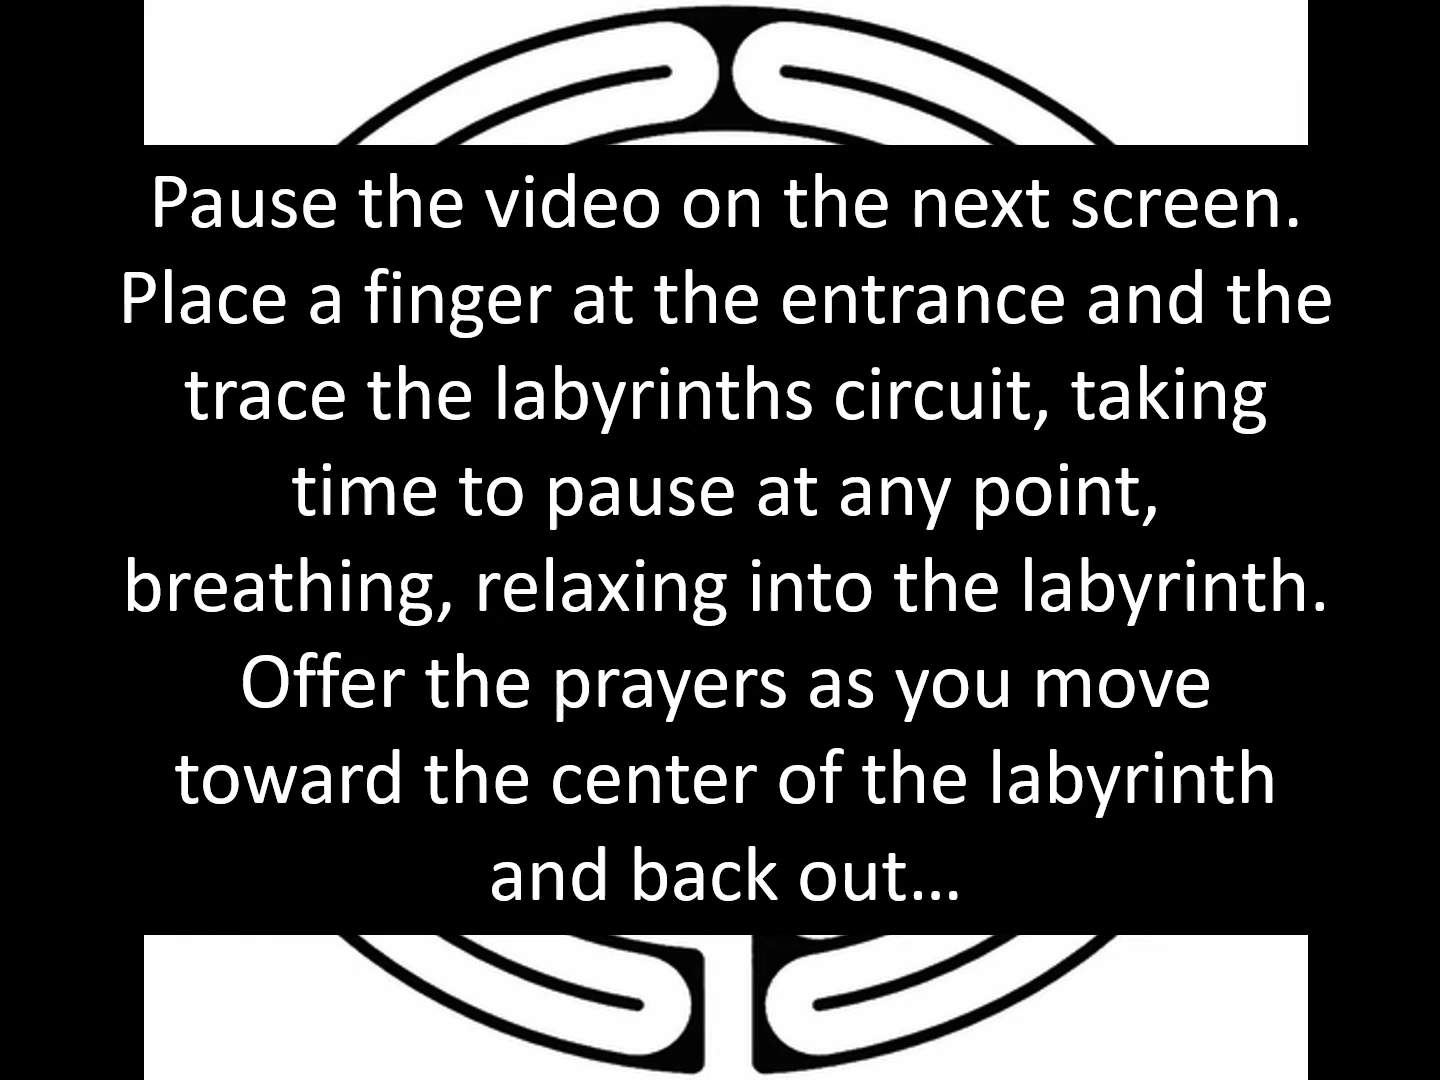 Pause the video on the next screen.
Place a finger at the entrance and the
trace the labyrinths circuit, taking
time to pause at any point,
breathing, relaxing into the labyrinth.
Offer the prayers as you move
toward the center of the labyrinth
and back out…